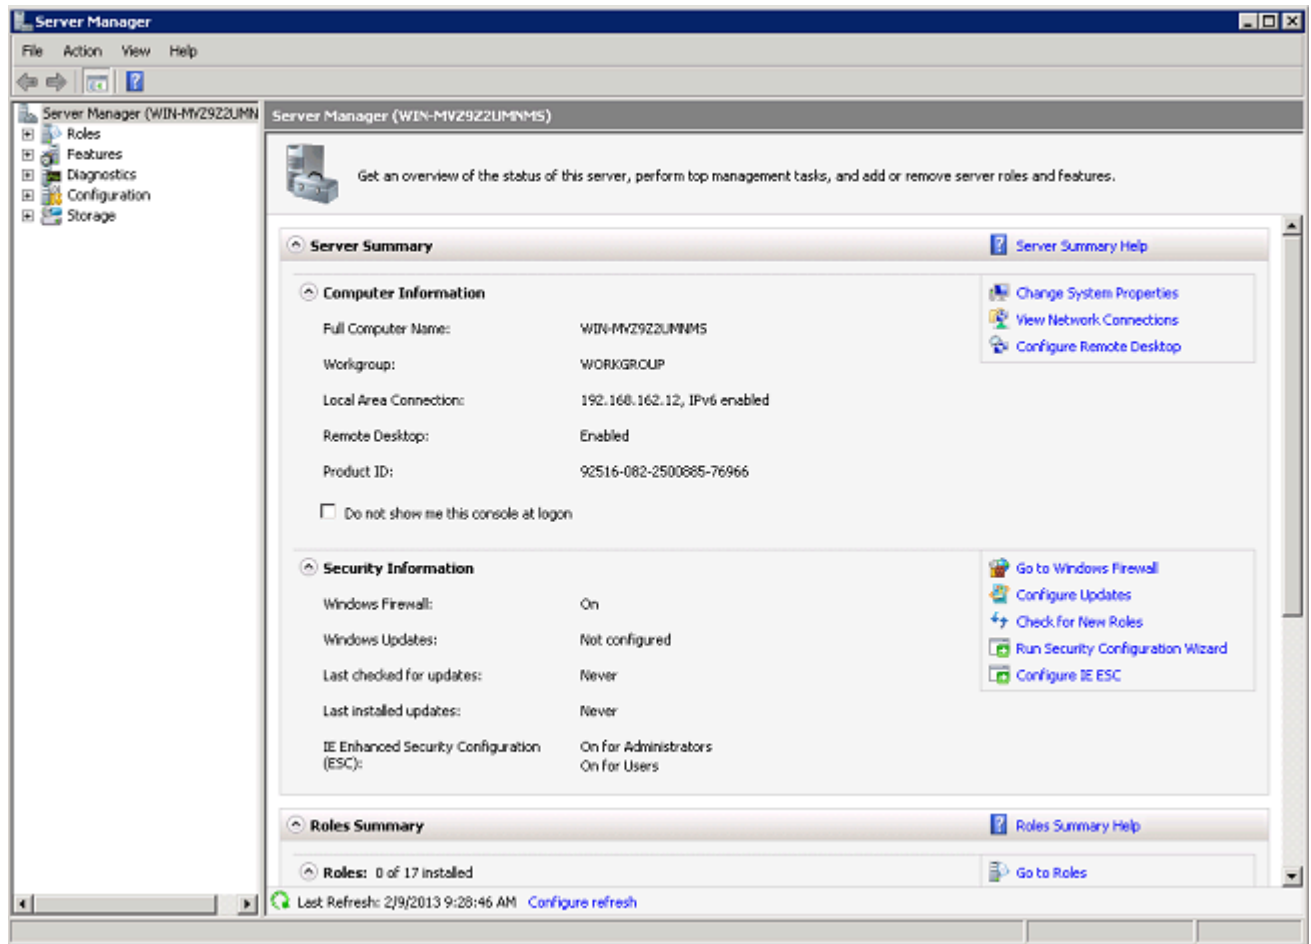 Server Manager
File Action View Help
Server Manager (WIN-MVZ9Z2UMN
Roles
Features
Diagnostics
Configuration
Storage
Server Manager (WIN-MVZ9Z2UMNMS)
Get an overview of the status of this server, perform top management tasks, and add or remove server roles and features.
Server Summary
Server Summary Help
Computer Information
Full Computer Name: WIN-MVZ9Z2UMNMS
Workgroup: WORKGROUP
Local Area Connection: 192.168.162.12, IPv6 enabled
Remote Desktop: Enabled
Product ID: 92516-082-2500885-76966
Do not show me this console at logon
Change System Properties
View Network Connections
Configure Remote Desktop
Security Information
Windows Firewall: On
Windows Updates: Not configured
Last checked for updates: Never
Last installed updates: Never
IE Enhanced Security Configuration On for Administrators
(ESC): On for Users
Go to Windows Firewall
Configure Updates
Check for New Roles
Run Security Configuration Wizard
Configure IE ESC
Roles Summary
Roles Summary Help
Roles: 0 of 17 installed
Go to Roles
Last Refresh: 2/9/2013 9:28:46 AM Configure refresh